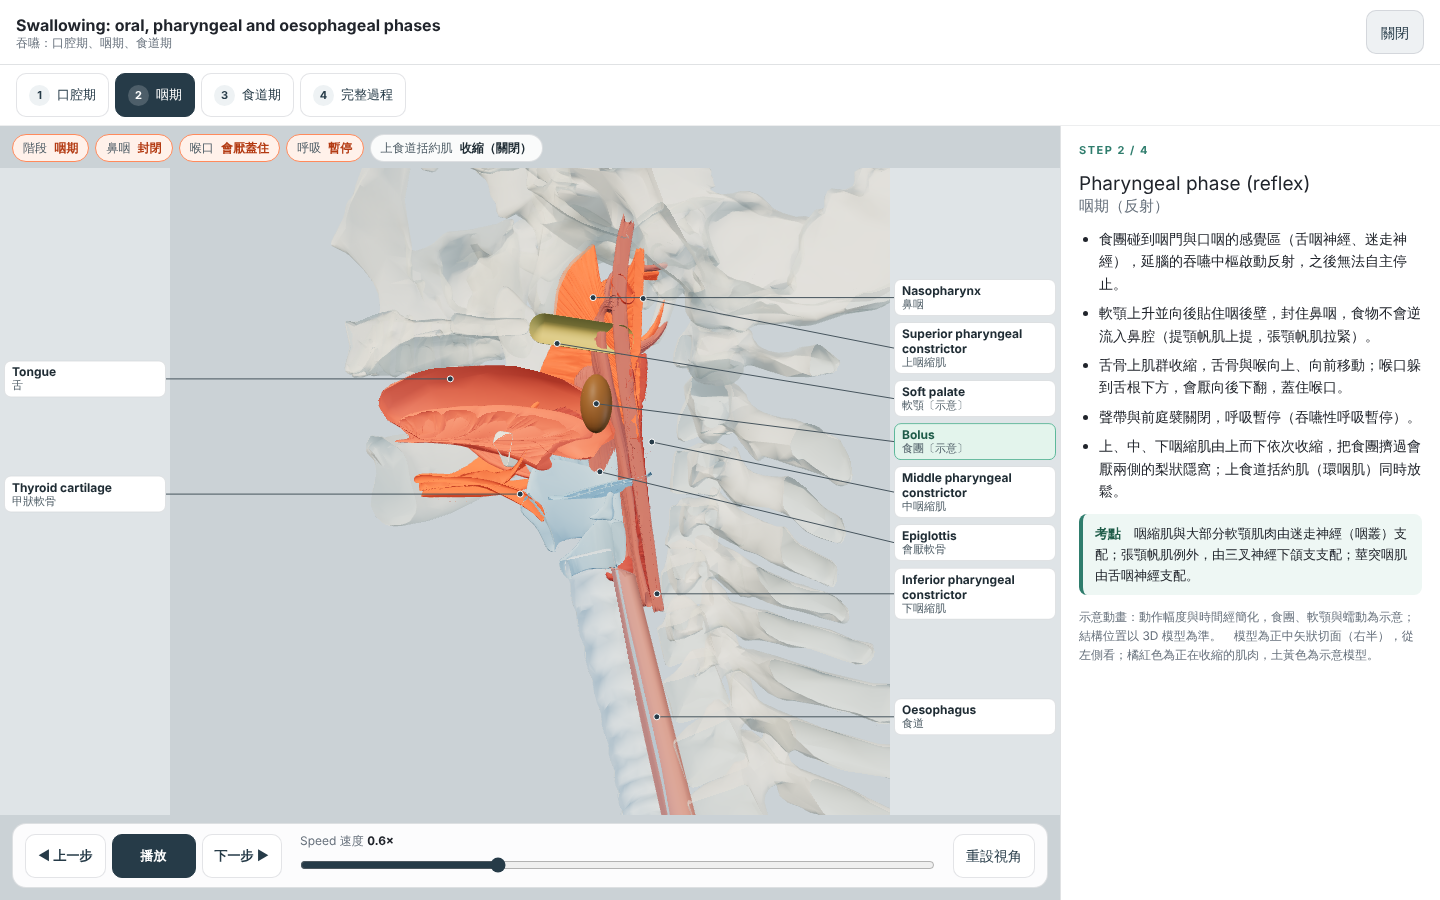 Swallowing: oral, pharyngeal and oesophageal phases
吞嚥：口腔期、咽期、食道期
關閉
1 口腔期
2 咽期
3 食道期
4 完整過程
階段 咽期
鼻咽 封閉
喉口 會厭蓋住
呼吸 暫停
上食道括約肌 收縮（關閉）
Tongue
舌
Thyroid cartilage
甲狀軟骨
Nasopharynx
鼻咽
Superior pharyngeal
constrictor
上咽縮肌
Soft palate
軟顎〔示意〕
Bolus
食團〔示意〕
Middle pharyngeal
constrictor
中咽縮肌
Epiglottis
會厭軟骨
Inferior pharyngeal
constrictor
下咽縮肌
Oesophagus
食道
◀ 上一步
播放
下一步 ▶
Speed 速度 0.6×
重設視角
STEP 2 / 4
Pharyngeal phase (reflex)
咽期（反射）
• 食團碰到咽門與口咽的感覺區（舌咽神經、迷走神
經），延腦的吞嚥中樞啟動反射，之後無法自主停
止。
• 軟顎上升並向後貼住咽後壁，封住鼻咽，食物不會逆
流入鼻腔（提顎帆肌上提，張顎帆肌拉緊）。
• 舌骨上肌群收縮，舌骨與喉向上、向前移動；喉口躲
到舌根下方，會厭向後下翻，蓋住喉口。
• 聲帶與前庭襞關閉，呼吸暫停（吞嚥性呼吸暫停）。
• 上、中、下咽縮肌由上而下依次收縮，把食團擠過會
厭兩側的梨狀隱窩；上食道括約肌（環咽肌）同時放
鬆。
考點 咽縮肌與大部分軟顎肌肉由迷走神經（咽叢）支
配；張顎帆肌例外，由三叉神經下頜支支配；莖突咽肌
由舌咽神經支配。
示意動畫：動作幅度與時間經簡化，食團、軟顎與蠕動為示意；
結構位置以 3D 模型為準。 模型為正中矢狀切面（右半），從
左側看；橘紅色為正在收縮的肌肉，土黃色為示意模型。